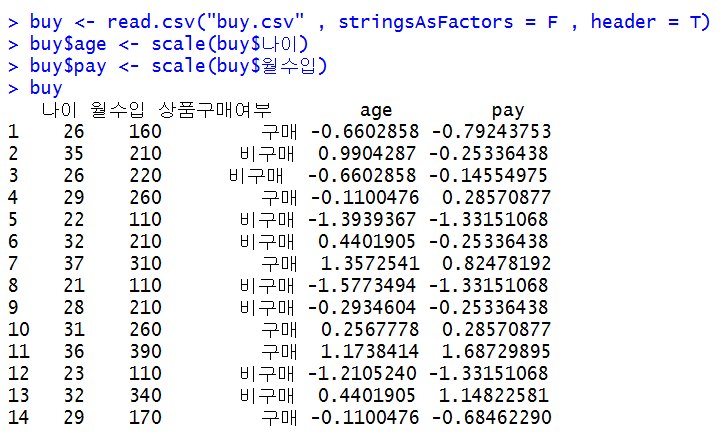 > buy <- read.csv("buy.csv" , stringsAsFactors = F , header = T)
> buy$age <- scale(buy$나이)
> buy$pay <- scale(buy$월수입)
> buy
나이 월수입 상품구매여부 age pay
1 26 160 구매 -0.6602858 -0.79243753
2 35 210 비구매 0.9904287 -0.25336438
3 26 220 비구매 -0.6602858 -0.14554975
4 29 260 구매 -0.1100476 0.28570877
5 22 110 비구매 -1.3939367 -1.33151068
6 32 210 비구매 0.4401905 -0.25336438
7 37 310 구매 1.3572541 0.82478192
8 21 110 비구매 -1.5773494 -1.33151068
9 28 210 비구매 -0.2934604 -0.25336438
10 31 260 구매 0.2567778 0.28570877
11 36 390 구매 1.1738414 1.68729895
12 23 110 비구매 -1.2105240 -1.33151068
13 32 340 비구매 0.4401905 1.14822581
14 29 170 구매 -0.1100476 -0.68462290